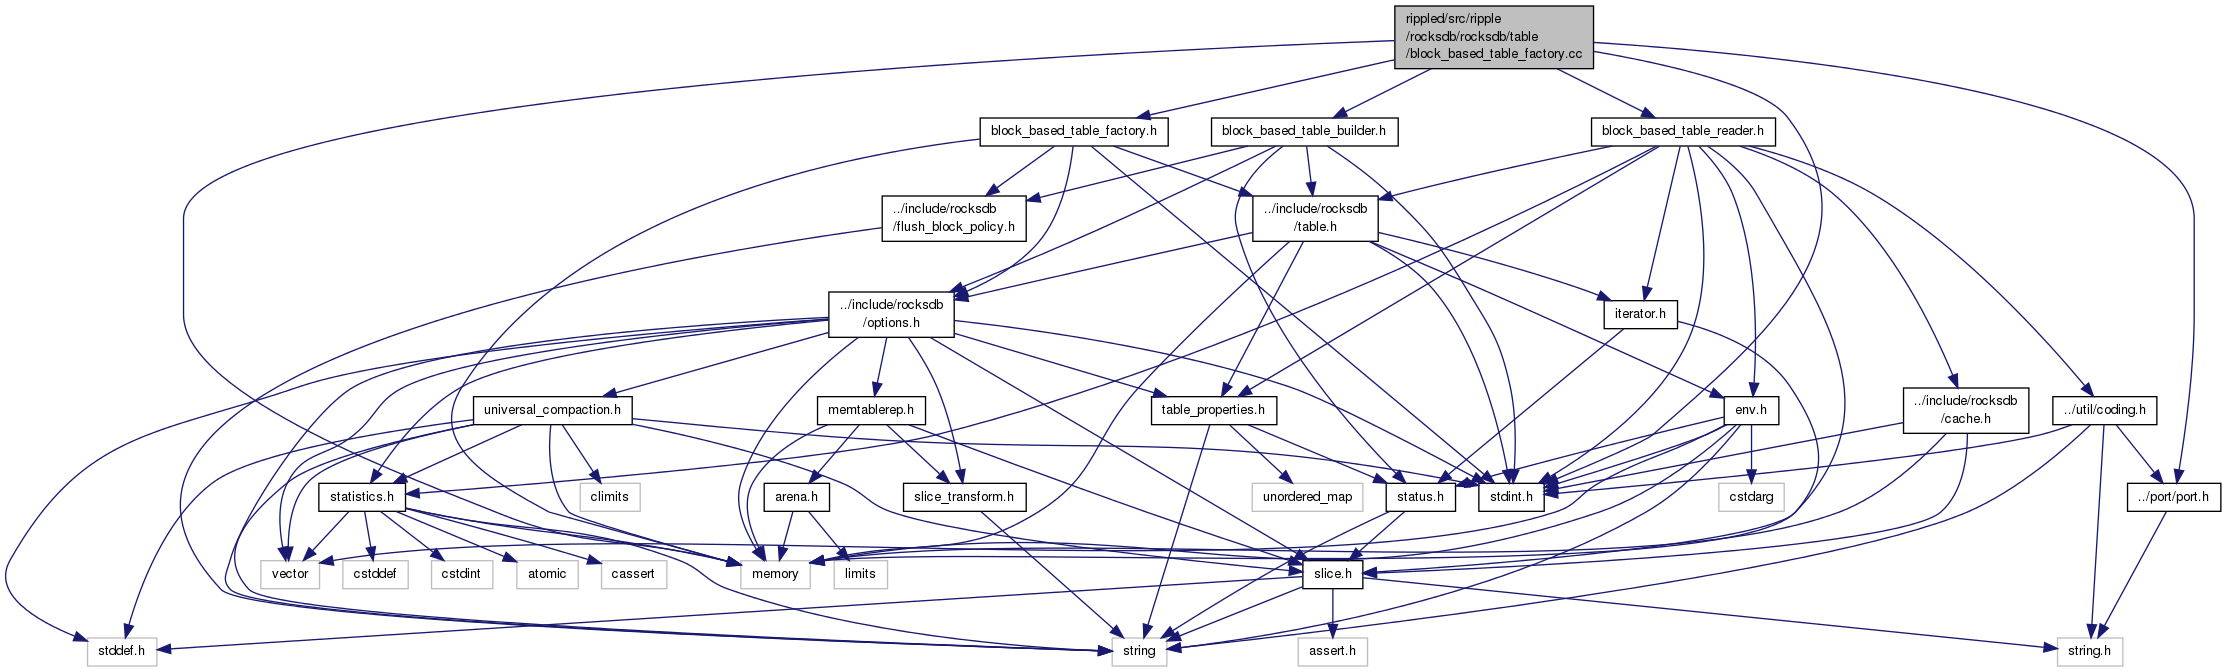 rippled/src/ripple
/rocksdb/rocksdb/table
/block_based_table_factory.cc
block_based_table_factory.h
block_based_table_builder.h
block_based_table_reader.h
../include/rocksdb
/flush_block_policy.h
../include/rocksdb
/table.h
../include/rocksdb
/options.h
iterator.h
universal_compaction.h
memtablerep.h
table_properties.h
env.h
../include/rocksdb
/cache.h
../util/coding.h
statistics.h
climits
arena.h
slice_transform.h
unordered_map
status.h
stdint.h
cstdarg
../port/port.h
vector
cstddef
cstdint
atomic
cassert
memory
limits
slice.h
stddef.h
string
assert.h
string.h